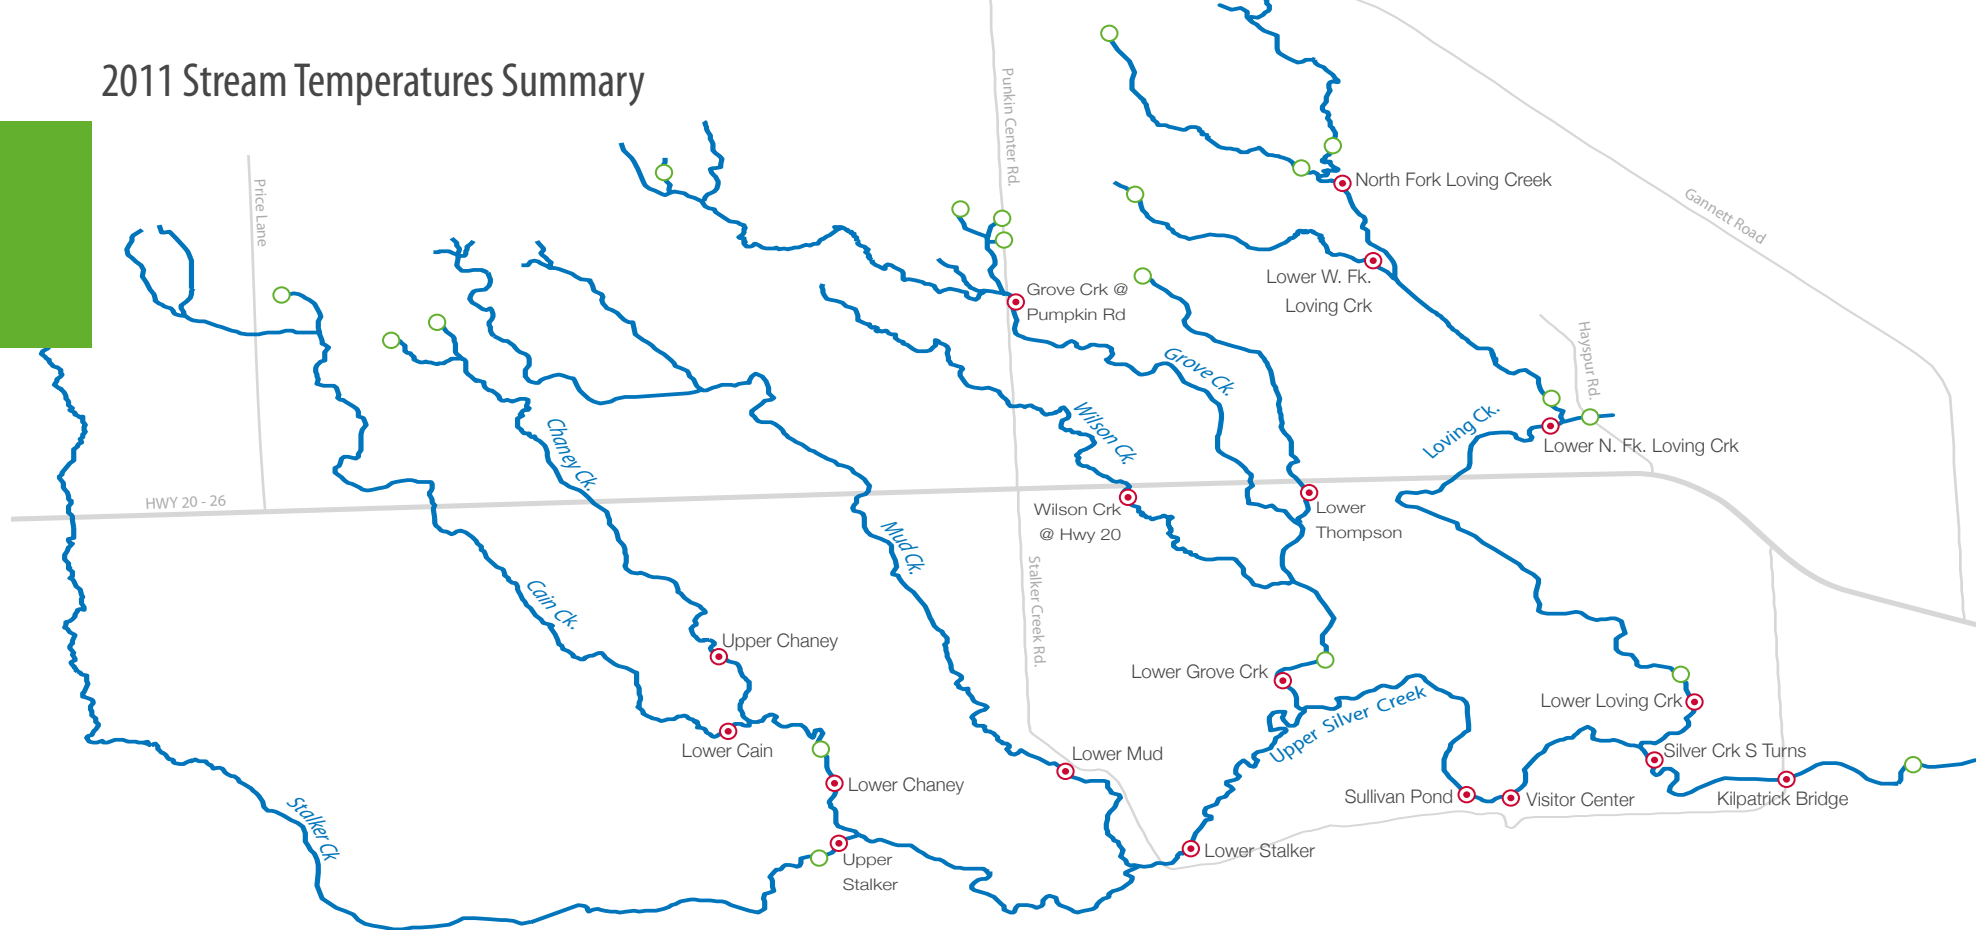 2011 Stream Temperatures Summary
Punkin Center Rd.
Price Lane
North Fork Loving Creek
Gannett Road
Lower W. Fk.
Loving Crk
Grove Crk @
Pumpkin Rd
Hayspur Rd.
Grove Ck.
Wilson Ck.
Loving Ck.
Chaney Ck.
Lower N. Fk. Loving Crk
HWY 20 - 26
Wilson Crk
@ Hwy 20
Lower
Thompson
Mud Ck.
Cain Ck.
Stalker Creek Rd.
Upper Chaney
Lower Grove Crk
Upper Silver Creek
Lower Loving Crk
Lower Cain
Lower Mud
Silver Crk S Turns
Lower Chaney
Sullivan Pond
Visitor Center
Kilpatrick Bridge
Stalker Ck
Upper
Stalker
Lower Stalker